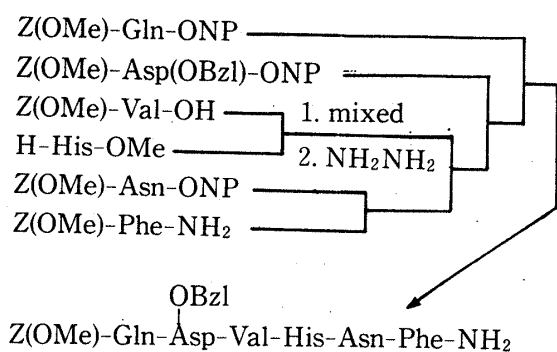 Z(OMe)-Gln-ONP
Z(OMe)-Asp(OBzl)-ONP
Z(OMe)-Val-OH
1. mixed
H-His-OMe
2. NH₂NH₂
Z(OMe)-Asn-ONP
Z(OMe)-Phe-NH₂
OBzl
Z(OMe)-Gln-Asp-Val-His-Asn-Phe-NH₂